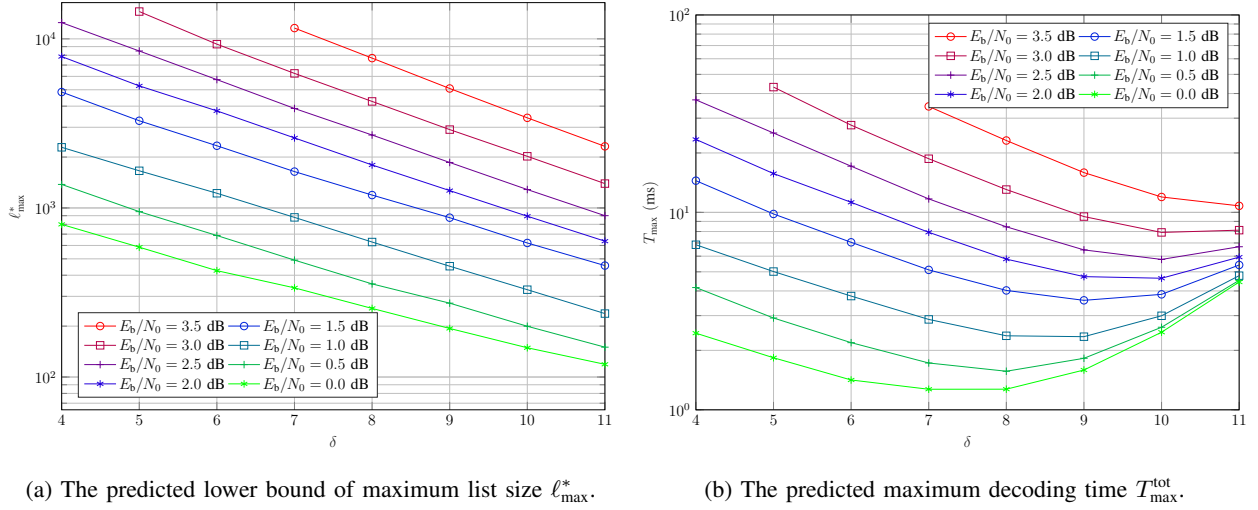 10^4
10^3
10^2
ℓ*_max
E_b/N_0 = 3.5 dB
E_b/N_0 = 1.5 dB
E_b/N_0 = 3.0 dB
E_b/N_0 = 1.0 dB
E_b/N_0 = 2.5 dB
E_b/N_0 = 0.5 dB
E_b/N_0 = 2.0 dB
E_b/N_0 = 0.0 dB
4 5 6 7 8 9 10 11
δ
(a) The predicted lower bound of maximum list size ℓ*_max.
10^2
10^1
10^0
T_max (ms)
E_b/N_0 = 3.5 dB
E_b/N_0 = 1.5 dB
E_b/N_0 = 3.0 dB
E_b/N_0 = 1.0 dB
E_b/N_0 = 2.5 dB
E_b/N_0 = 0.5 dB
E_b/N_0 = 2.0 dB
E_b/N_0 = 0.0 dB
4 5 6 7 8 9 10 11
δ
(b) The predicted maximum decoding time T^tot_max.